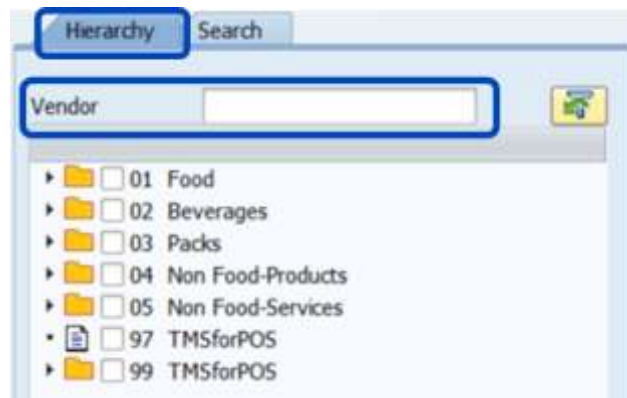 Hierarchy Search
Vendor
01 Food
02 Beverages
03 Packs
04 Non Food-Products
05 Non Food-Services
97 TMSforPOS
99 TMSforPOS